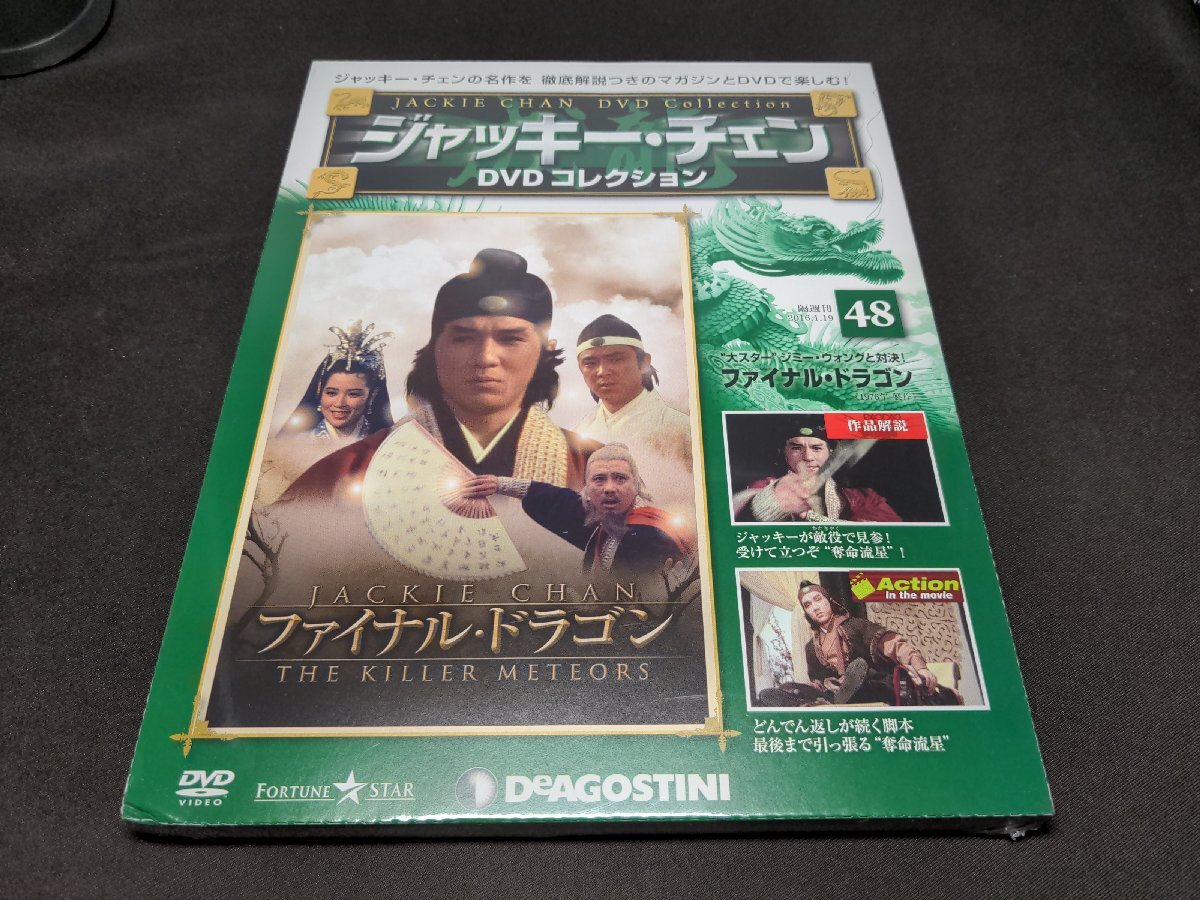 ジャッキー・チェンの名作を 徹底解説つきのマガジンとDVDで楽しむ!
JACKIE CHAN DVD Collection
ジャッキー・チェン
DVD コレクション
隔週刊
2016.4.19
48
“大スター”ジミー・ウォングと対決!
ファイナル・ドラゴン
作品解説
ジャッキーが敵役で見参!
受けて立つぞ“奪命流星”!
Action
in the movie
どんでん返しが続く脚本
最後まで引っ張る“奪命流星”
JACKIE CHAN
ファイナル・ドラゴン
THE KILLER METEORS
DVD
VIDEO
FORTUNE STAR
DeAGOSTINI